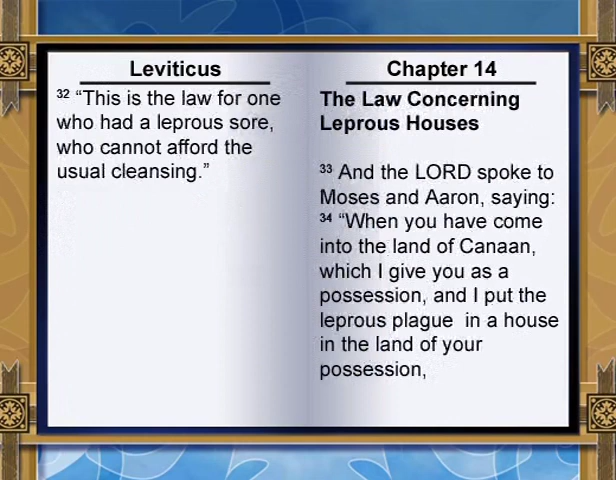 Leviticus
³² “This is the law for one
who had a leprous sore,
who cannot afford the
usual cleansing.”
Chapter 14
The Law Concerning
Leprous Houses
³³ And the LORD spoke to
Moses and Aaron, saying:
³⁴ “When you have come
into the land of Canaan,
which I give you as a
possession, and I put the
leprous plague  in a house
in the land of your
possession,